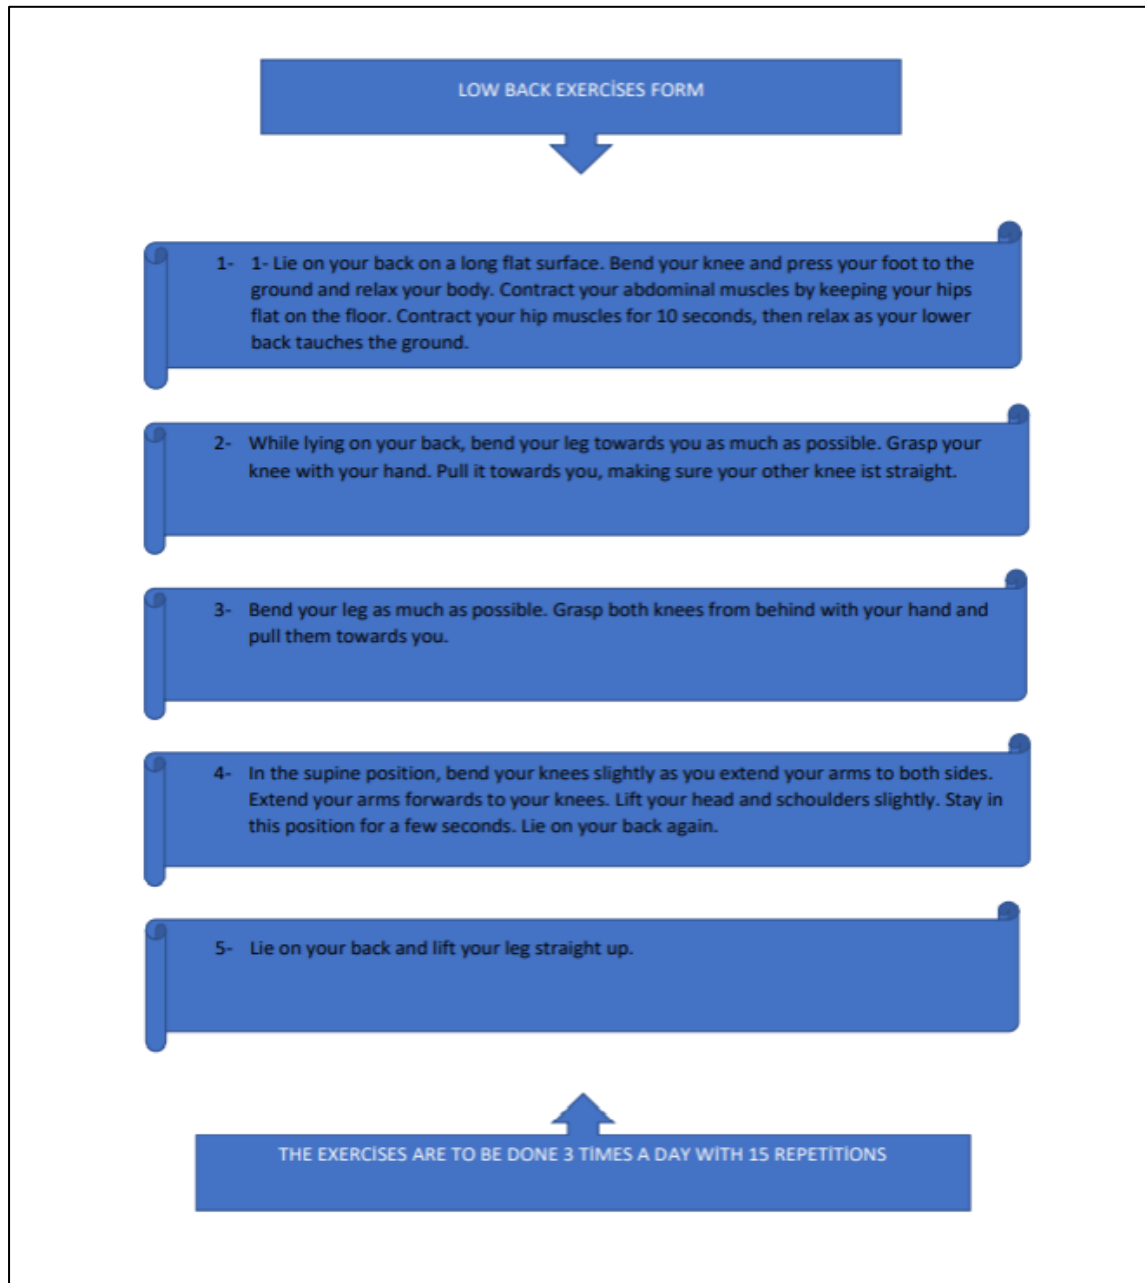 LOW BACK EXERCİSES FORM
1- 1- Lie on your back on a long flat surface. Bend your knee and press your foot to the
ground and relax your body. Contract your abdominal muscles by keeping your hips
flat on the floor. Contract your hip muscles for 10 seconds, then relax as your lower
back tauches the ground.
2- While lying on your back, bend your leg towards you as much as possible. Grasp your
knee with your hand. Pull it towards you, making sure your other knee ist straight.
3- Bend your leg as much as possible. Grasp both knees from behind with your hand and
pull them towards you.
4- In the supine position, bend your knees slightly as you extend your arms to both sides.
Extend your arms forwards to your knees. Lift your head and schoulders slightly. Stay in
this position for a few seconds. Lie on your back again.
5- Lie on your back and lift your leg straight up.
THE EXERCİSES ARE TO BE DONE 3 TİMES A DAY WİTH 15 REPETİTİONS